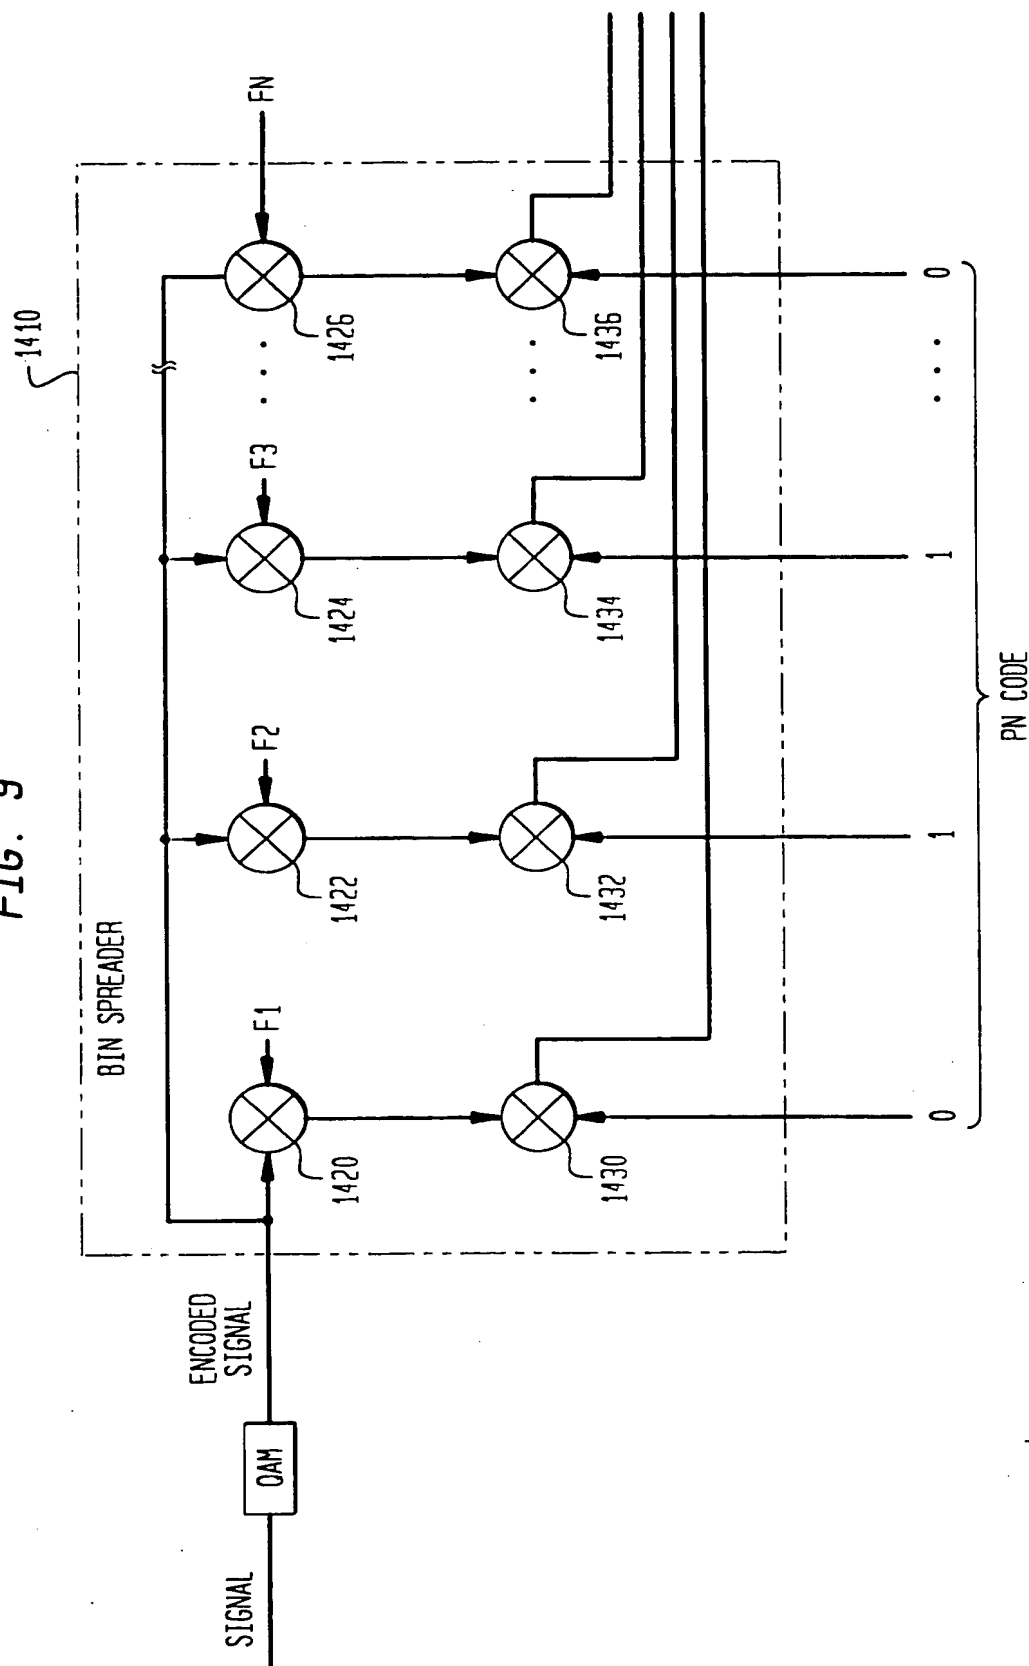 FIG. 9
1410
BIN SPREADER
F1
F2
F3
FN
SIGNAL
QAM
ENCODED
SIGNAL
1420
1422
1424
. . .
1426
1430
1432
1434
. . .
1436
0
1
1
. . .
0
PN CODE